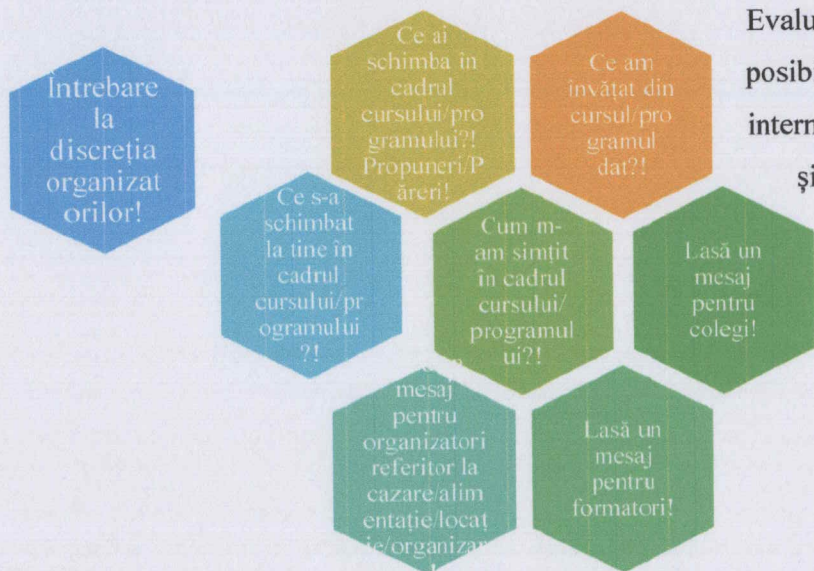 Întrebare
la
discreția
organizat
orilor!
Ce ai
schimba în
cadrul
cursului/pro
gramului?!
Propuneri/P
ăreri!
Ce am
învățat din
cursul/pro
gramul
dat?!
Ce s-a
schimbat
la tine în
cadrul
cursului/pr
ogramului
?!
Cum m-
am simțit
în cadrul
cursului/
programul
ui?!
Lasă un
mesaj
pentru
colegi!
mesaj
pentru
organizatori
referitor la
cazare/alim
entație/locaț
ie/organizar
Lasă un
mesaj
pentru
formatori!
Evalu
posibi
intern
și